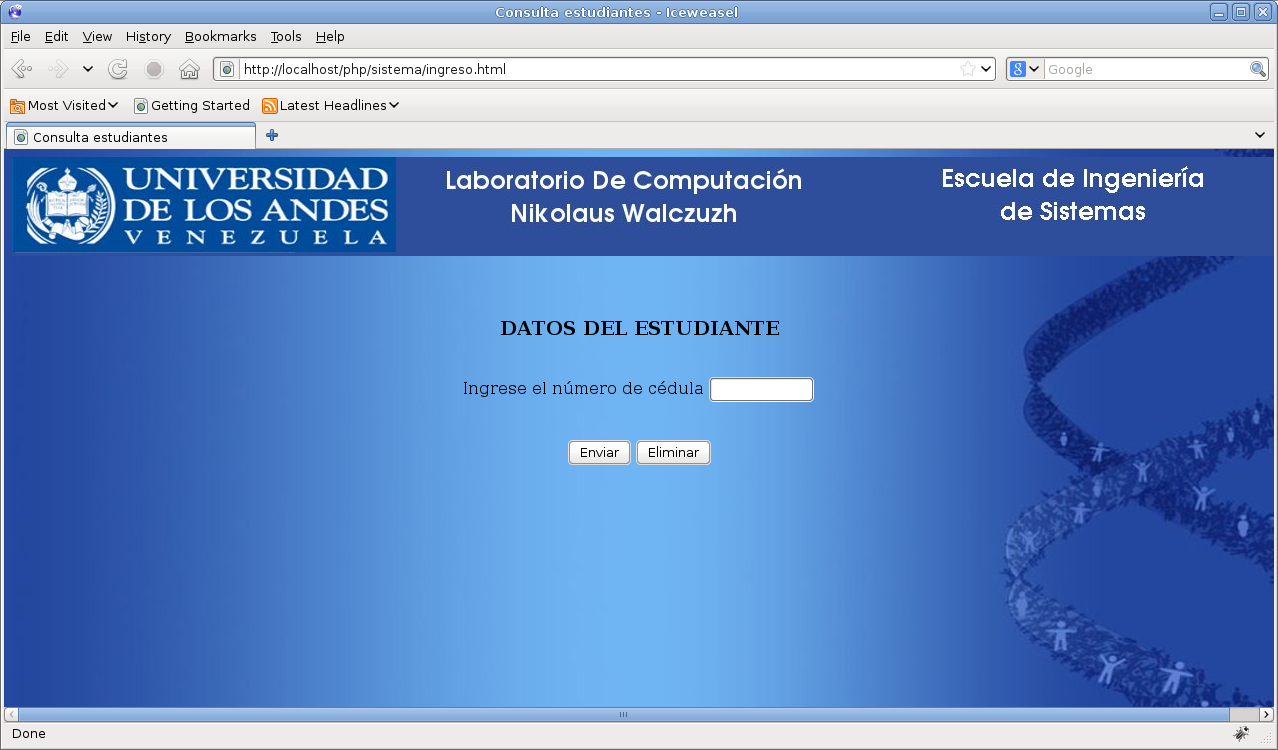 Consulta estudiantes - Iceweasel
File Edit View History Bookmarks Tools Help
http://localhost/php/sistema/ingreso.html
Google
Most Visited Getting Started Latest Headlines
Consulta estudiantes
UNIVERSIDAD
DE LOS ANDES
VENEZUELA
Laboratorio De Computación
Nikolaus Walczuzh
Escuela de Ingeniería
de Sistemas
DATOS DEL ESTUDIANTE
Ingrese el número de cédula
Enviar Eliminar
Done